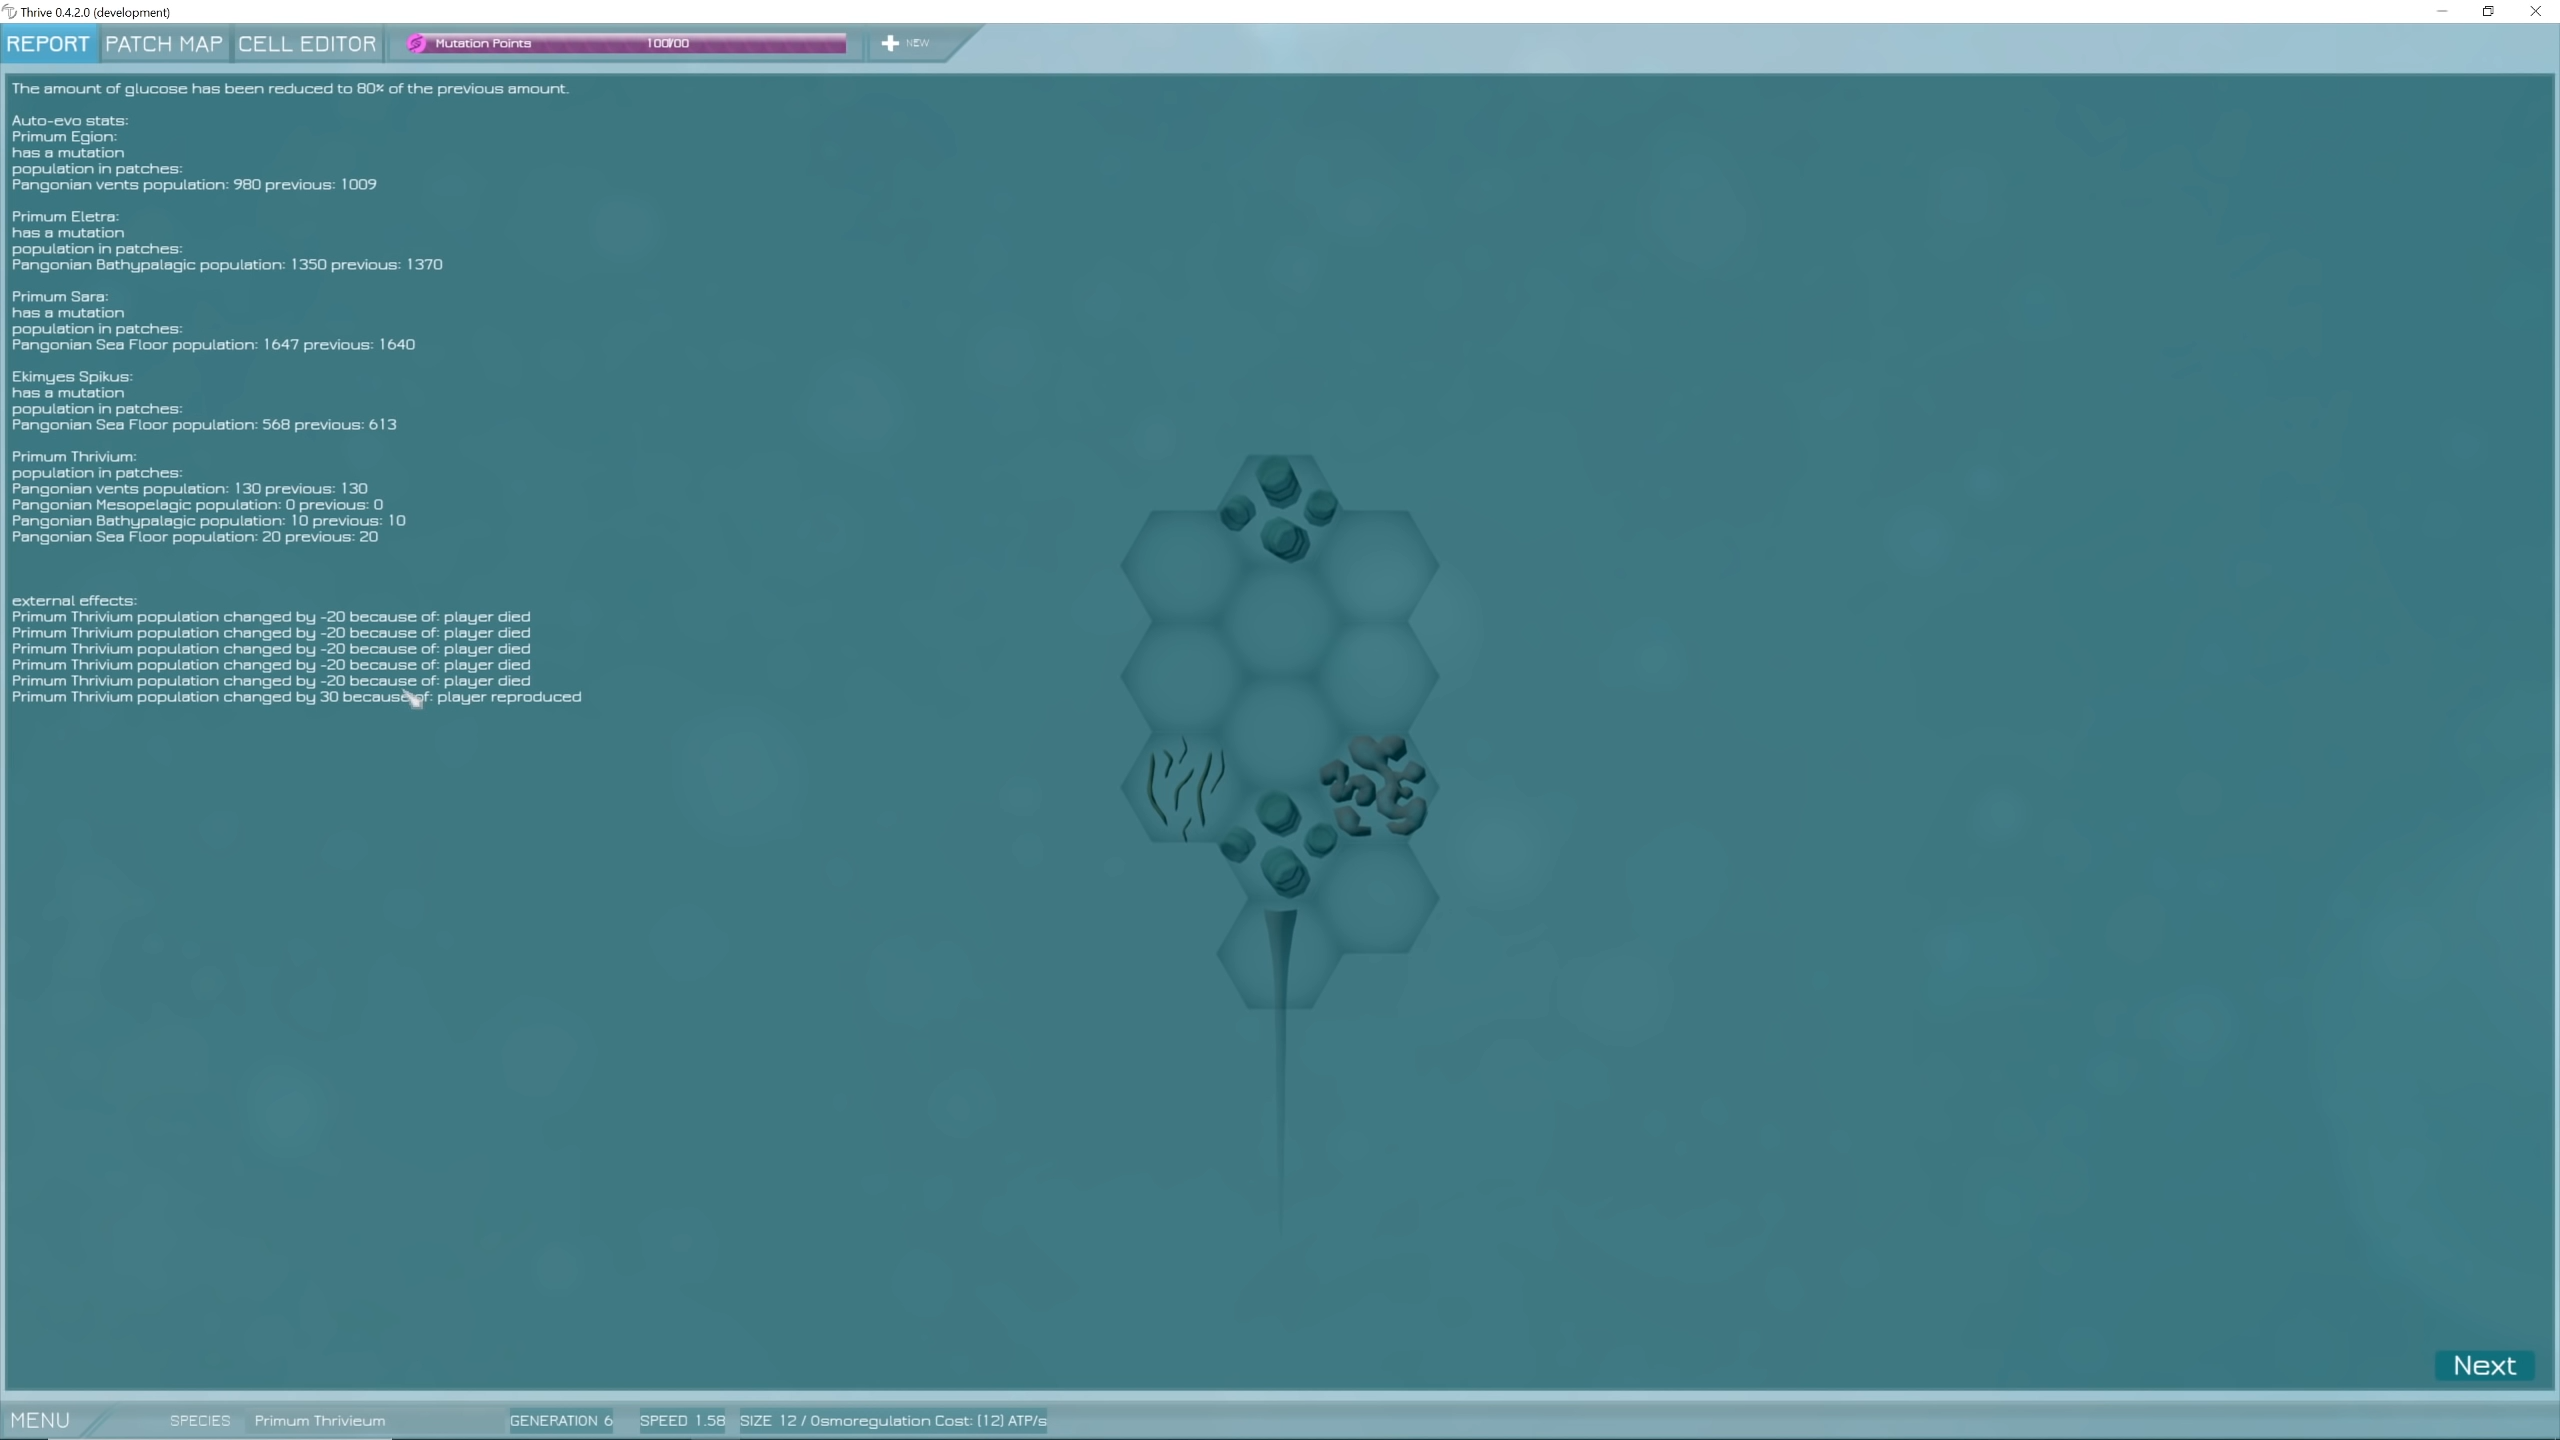 Thrive 0.4.2.0 (development)
REPORT PATCH MAP CELL EDITOR Mutation Points NEW
The amount of glucose has been reduced to 80% of the previous amount.
Auto-evo stats:
Primum Egion:
has a mutation
population in patches:
Pangonian vents population: 980 previous: 1009
Primum Eletra:
has a mutation
population in patches:
Pangonian Bathypalagic population: 1350 previous: 1370
Primum Sara:
has a mutation
population in patches:
Pangonian Sea Floor population: 1647 previous: 1640
Ekimyes Spikus:
has a mutation
population in patches:
Pangonian Sea Floor population: 568 previous: 613
Primum Thrivium:
population in patches:
Pangonian vents population: 130 previous: 130
Pangonian Mesopelagic population: 0 previous: 0
Pangonian Bathypalagic population: 10 previous: 10
Pangonian Sea Floor population: 20 previous: 20
external effects:
Primum Thrivium population changed by -20 because of: player died
Primum Thrivium population changed by -20 because of: player died
Primum Thrivium population changed by -20 because of: player died
Primum Thrivium population changed by -20 because of: player died
Primum Thrivium population changed by -20 because of: player died
Primum Thrivium population changed by 30 because of: player reproduced
Next
MENU SPECIES Primum Thrivieum GENERATION 6 SPEED 1.58 SIZE 12 / Osmoregulation Cost: (12) ATP/s